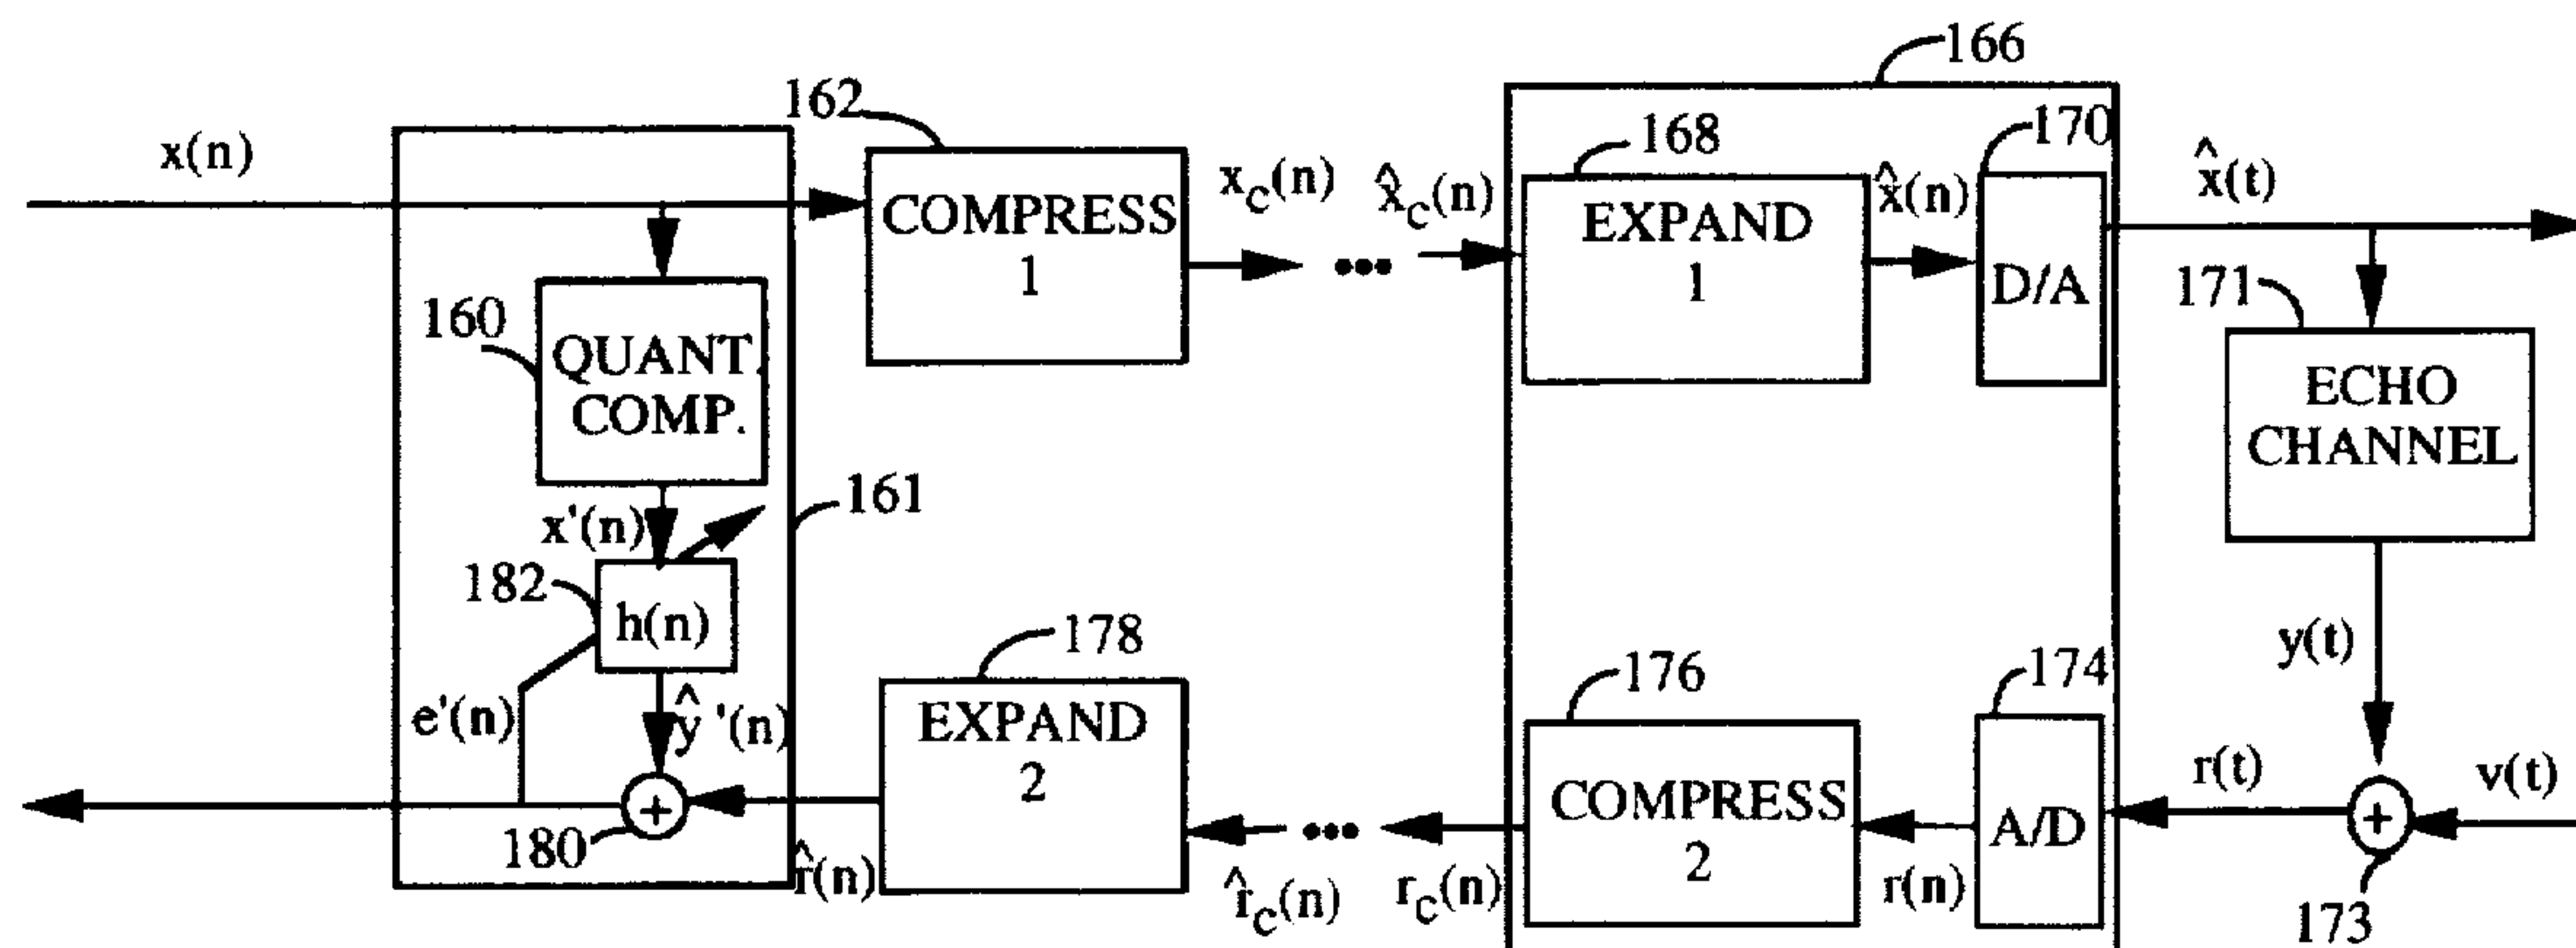 166
162
168
170
x(n)
x̂(t)
COMPRESS
1
x_c(n)
x̂_c(n)
EXPAND
1
x̂(n)
D/A
171
160
QUANT.
COMP.
ECHO
CHANNEL
161
x'(n)
182
h(n)
178
176
174
y(t)
e'(n)
ŷ'(n)
EXPAND
2
COMPRESS
2
A/D
r(t)
v(t)
180
r̂(n)
r̂_c(n)
r_c(n)
r(n)
173